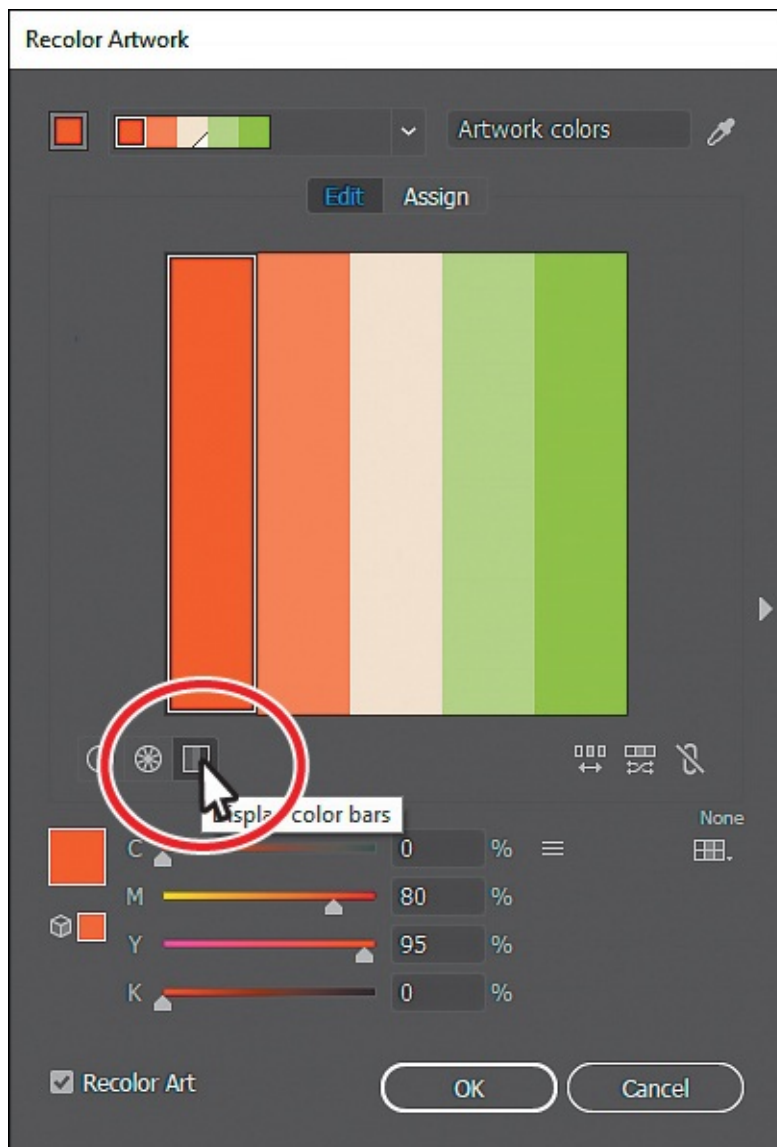 Recolor Artwork
Artwork colors
Edit Assign
Display color bars
None
C 0 %
M 80 %
Y 95 %
K 0 %
Recolor Art OK Cancel